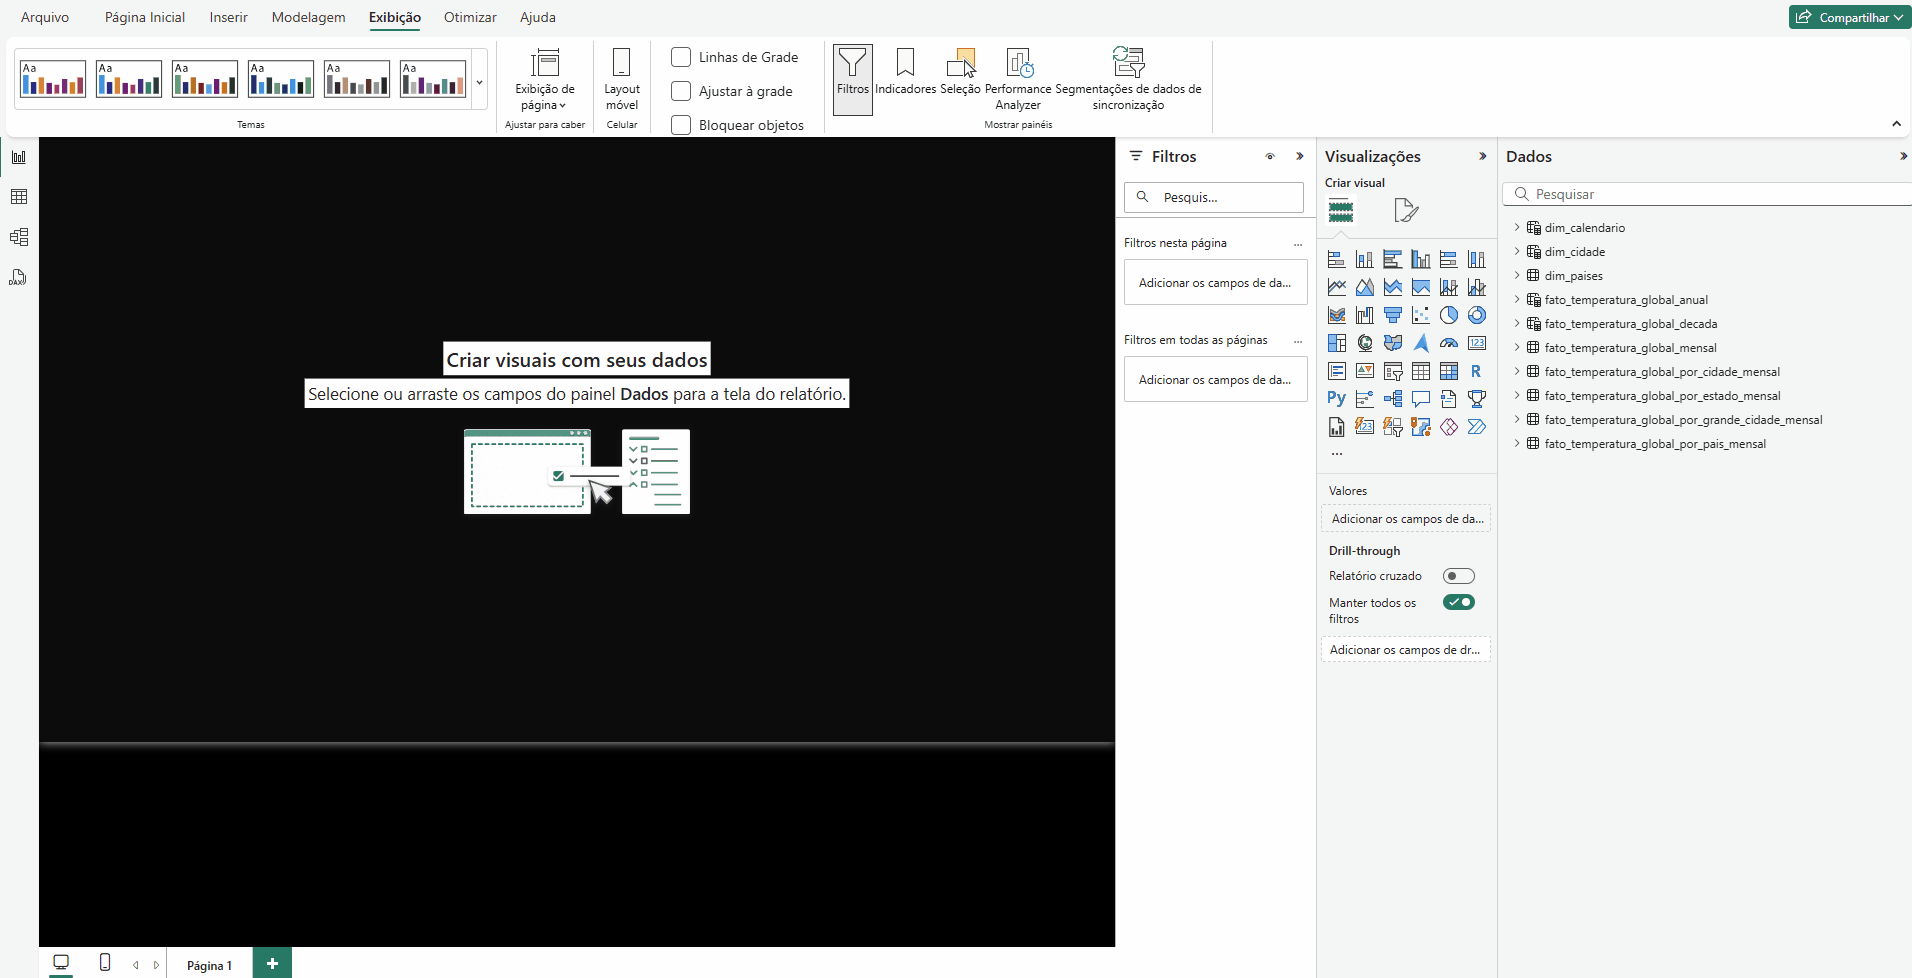 Arquivo
Página Inicial
Inserir
Modelagem
Exibição
Otimizar
Ajuda
Compartilhar
Aa
Aa
Aa
Aa
Aa
Aa
Temas
Exibição de
página
Ajustar para caber
Layout
móvel
Celular
Linhas de Grade
Ajustar à grade
Bloquear objetos
Filtros
Indicadores
Seleção
Performance
Analyzer
Segmentações de dados de
sincronização
Mostrar painéis
DAX
Criar visuais com seus dados
Selecione ou arraste os campos do painel Dados para a tela do relatório.
Filtros
Pesquis...
Filtros nesta página
...
Adicionar os campos de da...
Filtros em todas as páginas
...
Adicionar os campos de da...
Visualizações
Criar visual
123
R
Py
123
...
Valores
Adicionar os campos de da...
Drill-through
Relatório cruzado
Manter todos os
filtros
Adicionar os campos de dr...
Dados
Pesquisar
dim_calendario
dim_cidade
dim_paises
fato_temperatura_global_anual
fato_temperatura_global_decada
fato_temperatura_global_mensal
fato_temperatura_global_por_cidade_mensal
fato_temperatura_global_por_estado_mensal
fato_temperatura_global_por_grande_cidade_mensal
fato_temperatura_global_por_pais_mensal
Página 1